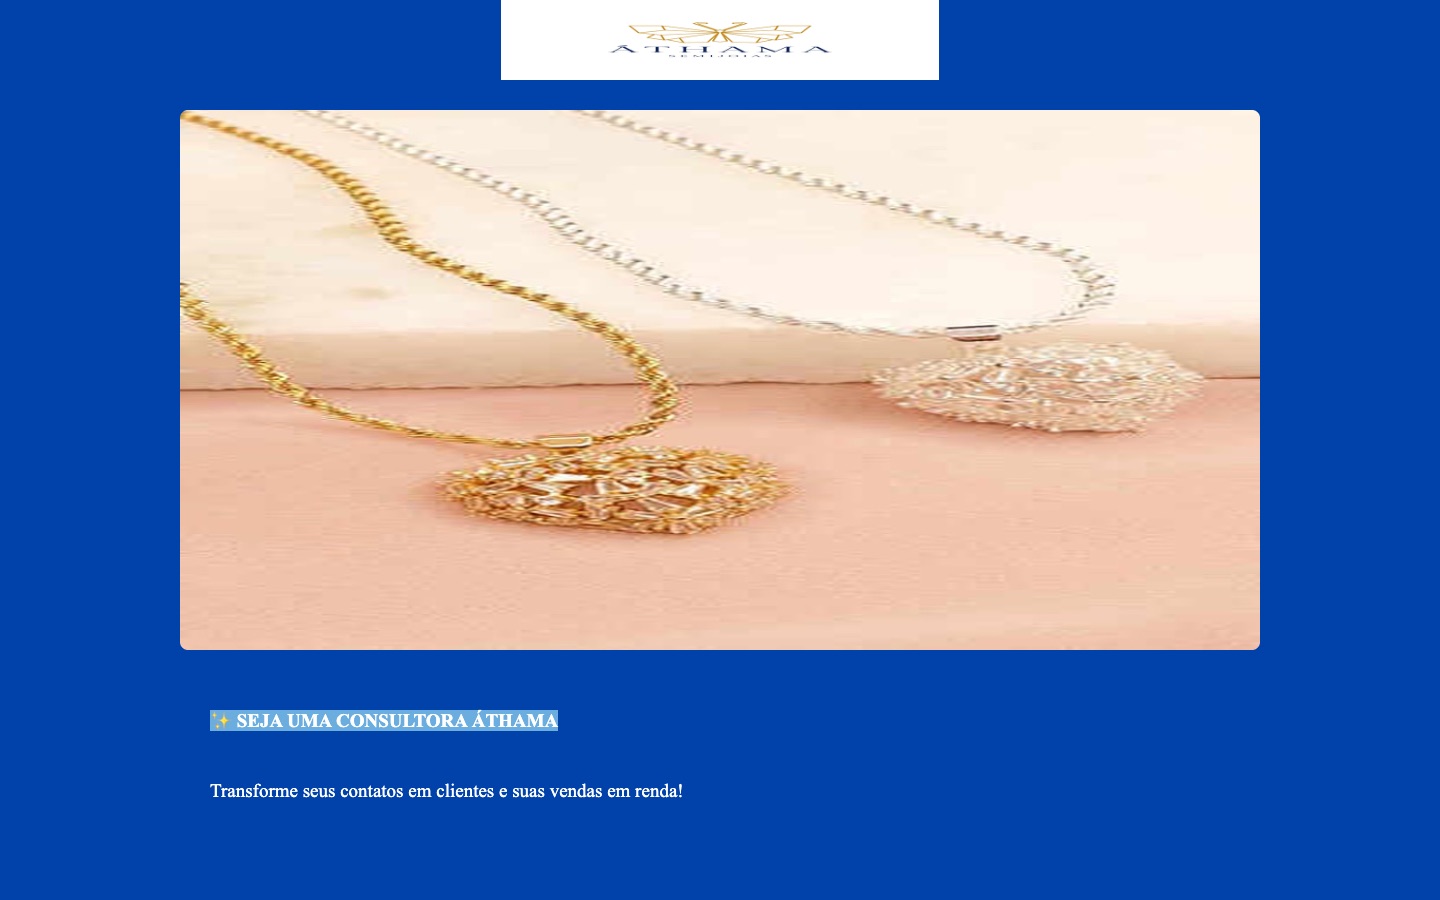 ÁTHAMA
SEMIJOIAS
✨ SEJA UMA CONSULTORA ÁTHAMA
Transforme seus contatos em clientes e suas vendas em renda!